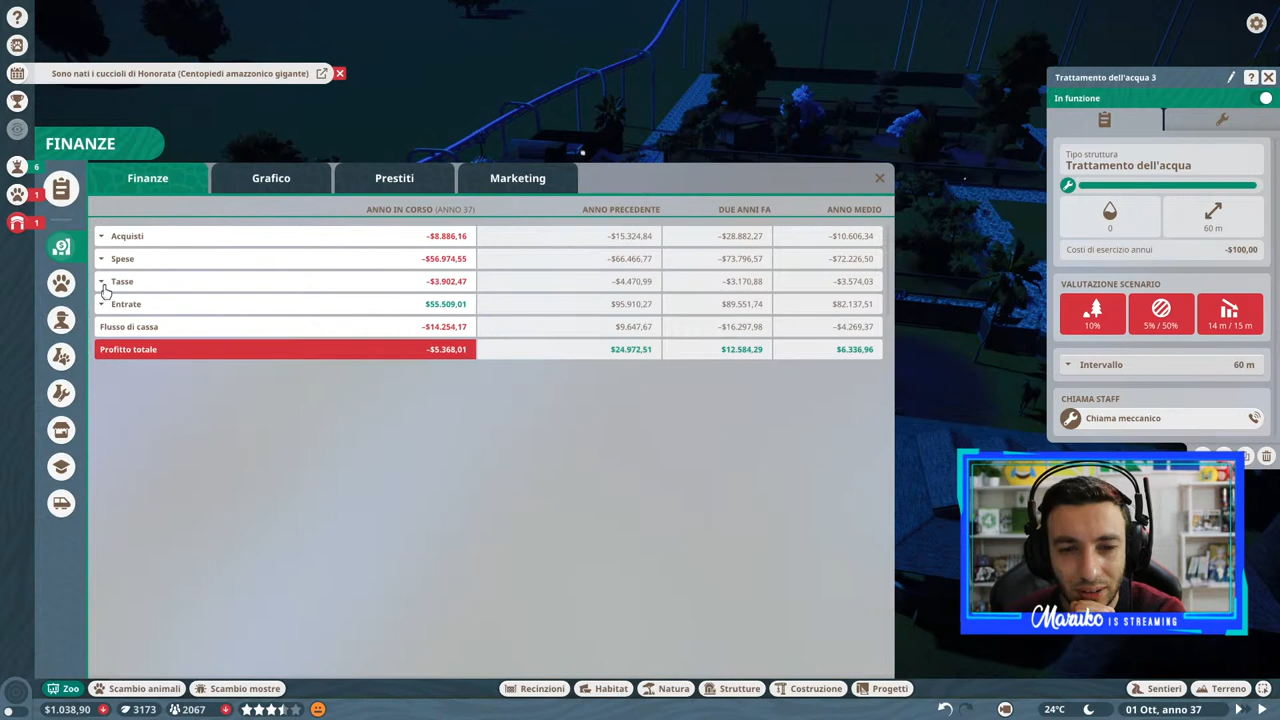 Sono nati i cuccioli di Honorata (Centopiedi amazzonico gigante)
6
1
1
FINANZE
Finanze Grafico Prestiti Marketing
ANNO IN CORSO (ANNO 37) ANNO PRECEDENTE DUE ANNI FA ANNO MEDIO
Acquisti –$8.886,16 –$15.324,84 –$28.882,27 –$10.606,34
Spese –$56.974,55 –$66.466,77 –$73.796,57 –$72.226,50
Tasse –$3.902,47 –$4.470,99 –$3.170,88 –$3.574,03
Entrate $55.509,01 $95.910,27 $89.551,74 $82.137,51
Flusso di cassa –$14.254,17 $9.647,67 –$16.297,98 –$4.269,37
Profitto totale –$5.368,01 $24.972,51 $12.584,29 $6.336,96
Trattamento dell'acqua 3
In funzione
Tipo struttura
Trattamento dell'acqua
0 60 m
Costi di esercizio annui -$100,00
VALUTAZIONE SCENARIO
10% 5% / 50% 14 m / 15 m
Intervallo 60 m
CHIAMA STAFF
Chiama meccanico
Maruko IS STREAMING
Zoo Scambio animali Scambio mostre Recinzioni Habitat Natura Strutture Costruzione Progetti Sentieri Terreno
$1.038,90 3173 2067 24°C 01 Ott, anno 37